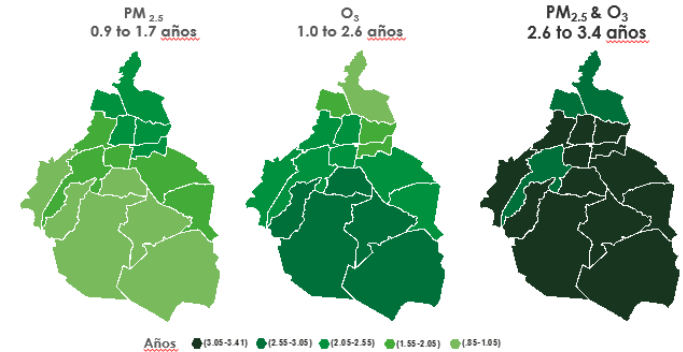 PM 2.5
0.9 to 1.7 años
O3
1.0 to 2.6 años
PM2.5 & O3
2.6 to 3.4 años
Años (3.05-3.41) (2.55-3.05) (2.05-2.55) (1.55-2.05) (.85-1.05)